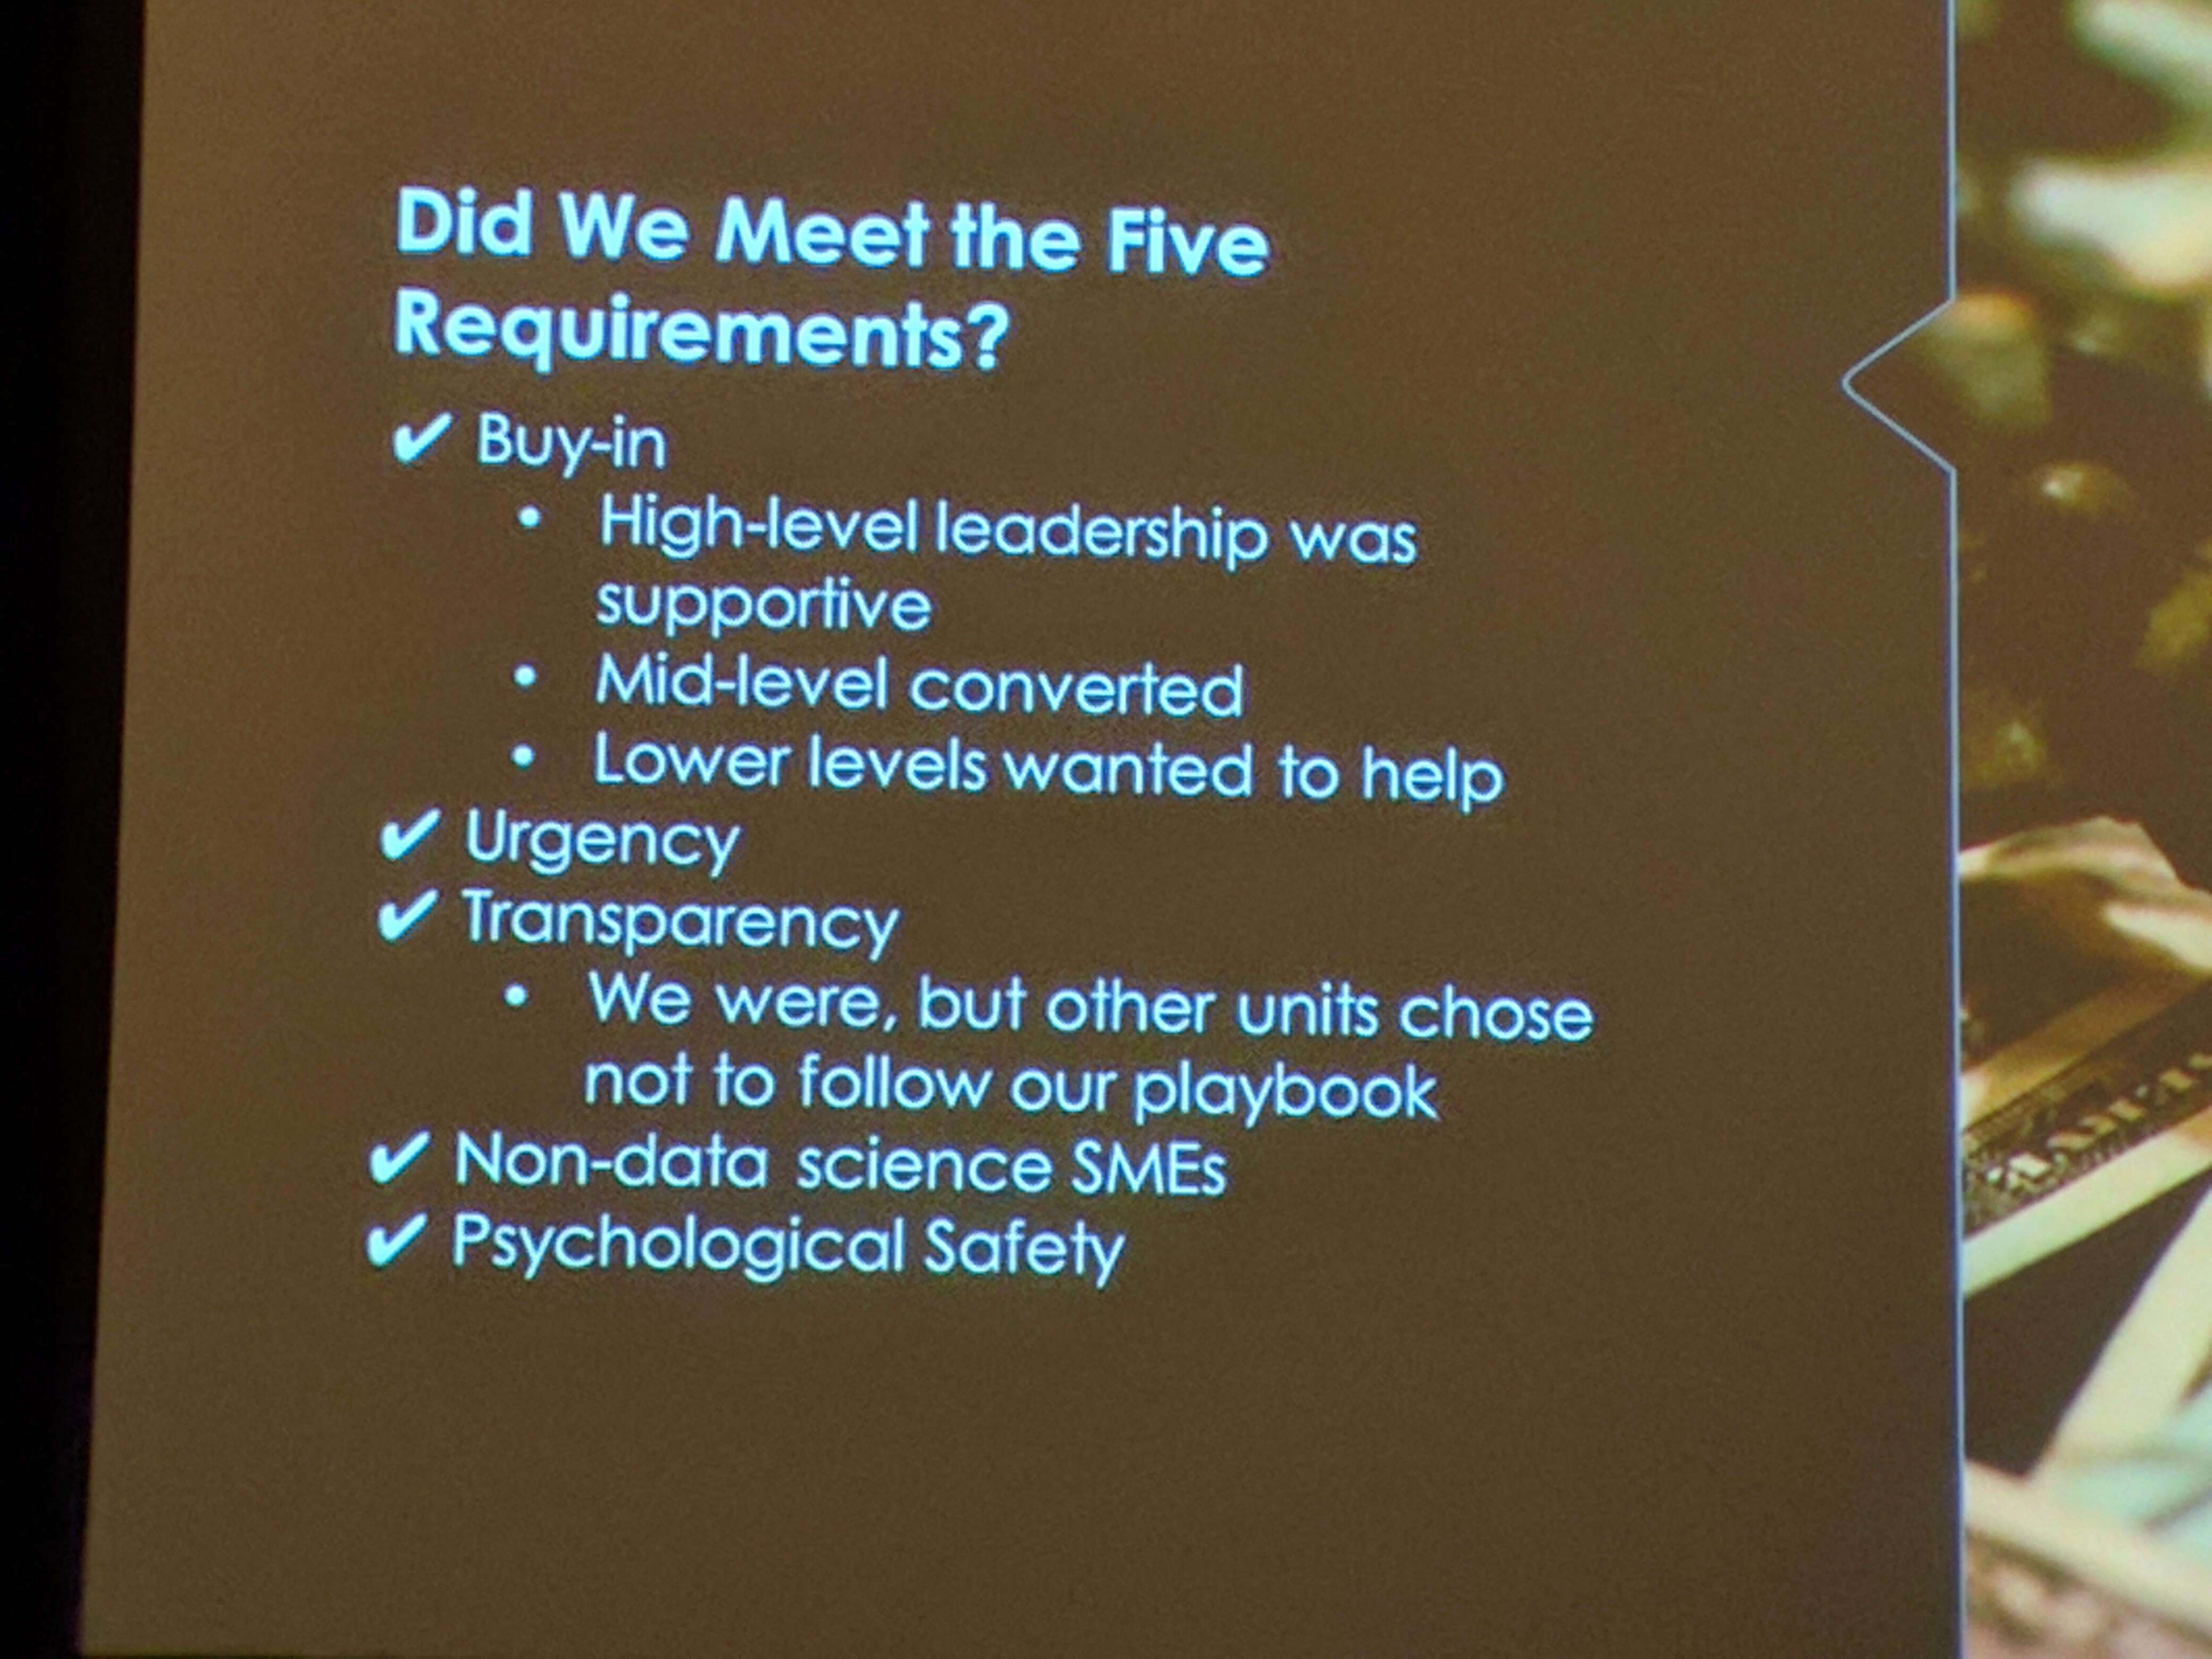 Did We Meet the Five
Requirements?
✔ Buy-in
• High-level leadership was
supportive
• Mid-level converted
• Lower levels wanted to help
✔ Urgency
✔ Transparency
• We were, but other units chose
not to follow our playbook
✔ Non-data science SMEs
✔ Psychological Safety